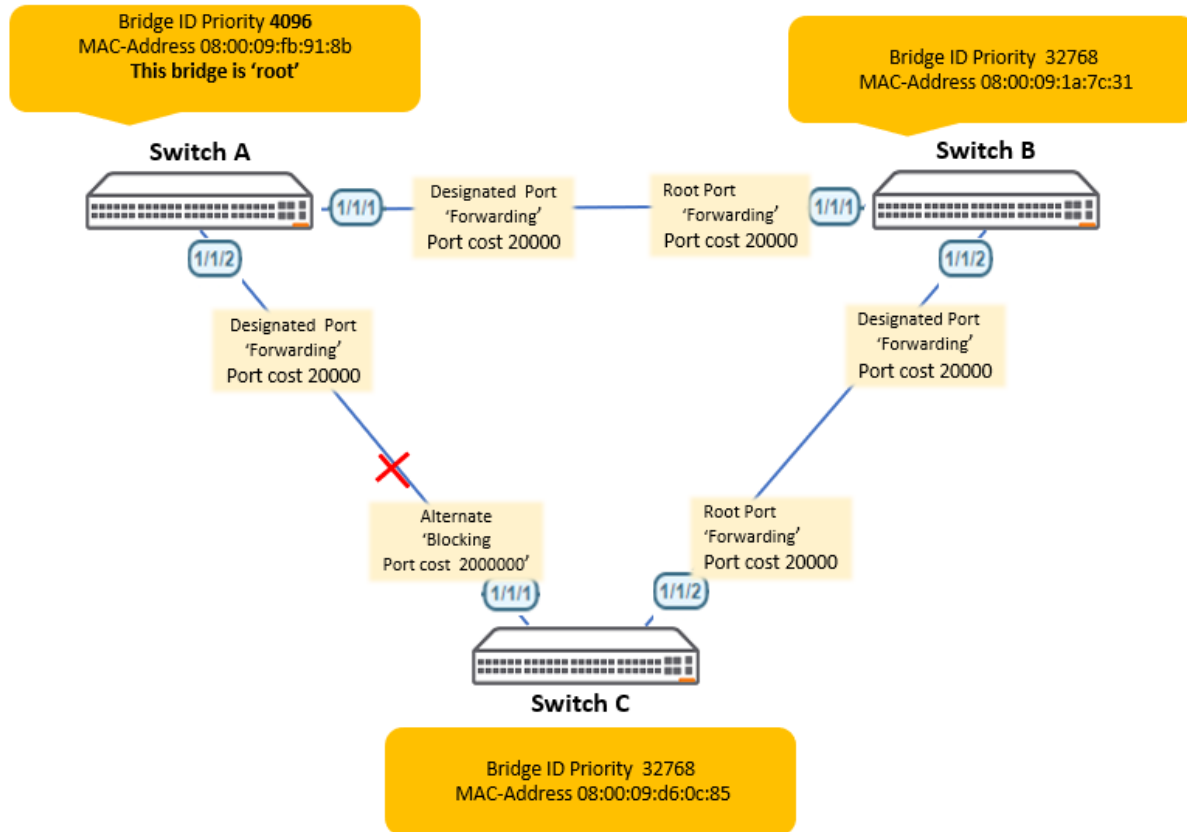 Bridge ID Priority 4096
MAC-Address 08:00:09:fb:91:8b
This bridge is ‘root’
Bridge ID Priority 32768
MAC-Address 08:00:09:1a:7c:31
Switch A
Switch B
1/1/1
Designated Port
‘Forwarding’
Port cost 20000
Root Port
‘Forwarding’
Port cost 20000
1/1/1
1/1/2
1/1/2
Designated Port
‘Forwarding’
Port cost 20000
Designated Port
‘Forwarding’
Port cost 20000
Alternate
‘Blocking
Port cost 2000000’
Root Port
‘Forwarding’
Port cost 20000
1/1/1
1/1/2
Switch C
Bridge ID Priority 32768
MAC-Address 08:00:09:d6:0c:85